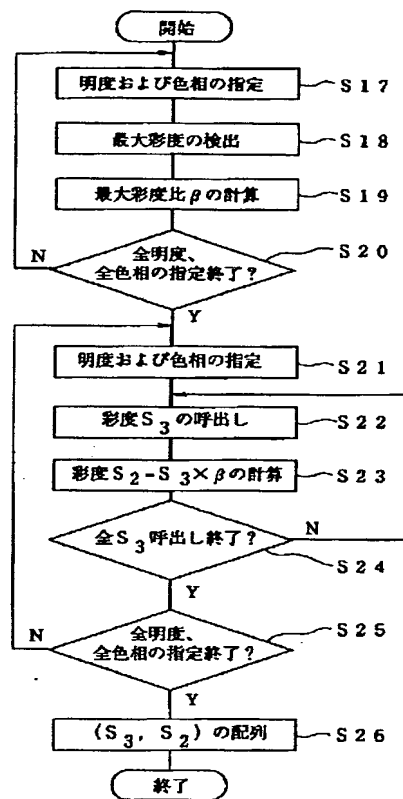 開始
明度および色相の指定 S17
最大彩度の検出 S18
最大彩度比βの計算 S19
全明度、
全色相の指定終了? S20
N
Y
明度および色相の指定 S21
彩度S3の呼出し S22
彩度S2-S3×βの計算 S23
全S3呼出し終了? S24
N
Y
全明度、
全色相の指定終了? S25
N
Y
(S3, S2)の配列 S26
終了